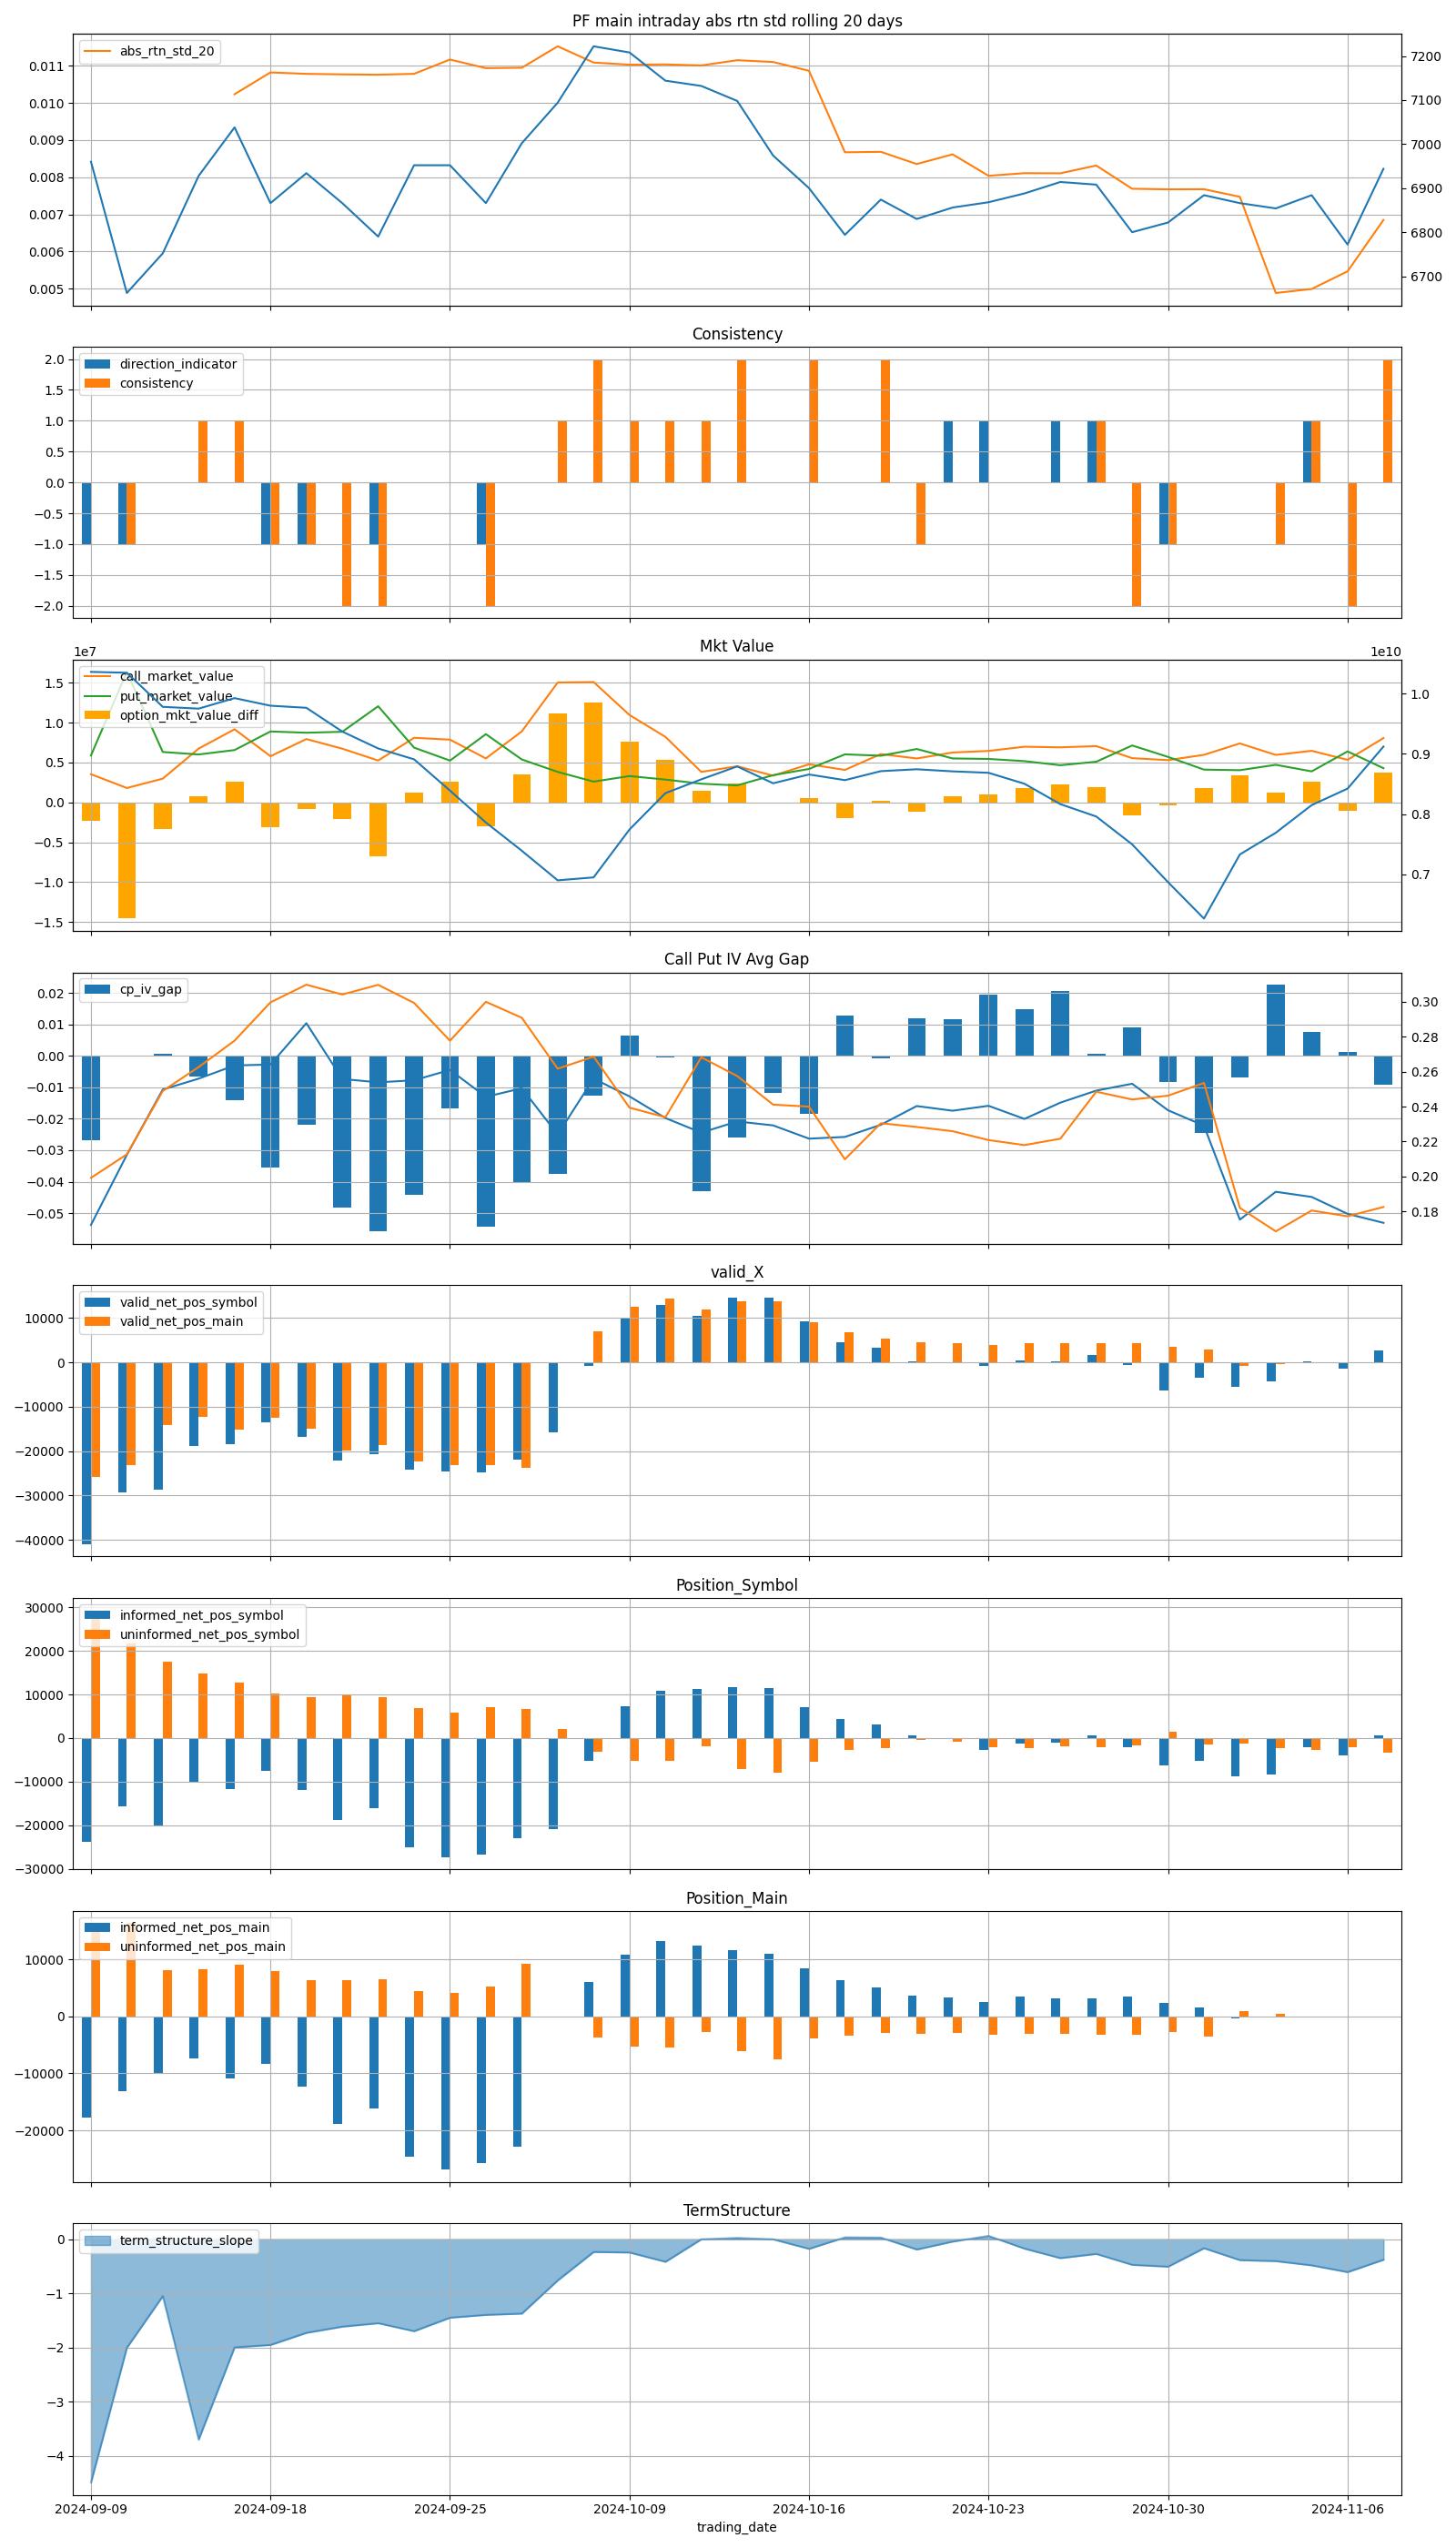 PF main intraday abs rtn std rolling 20 days
abs_rtn_std_20
0.011
0.010
0.009
0.008
0.007
0.006
0.005
7200
7100
7000
6900
6800
6700
Consistency
direction_indicator
consistency
2.0
1.5
1.0
0.5
0.0
−0.5
−1.0
−1.5
−2.0
Mkt Value
1e7
1e10
call_market_value
put_market_value
option_mkt_value_diff
1.5
1.0
0.5
0.0
−0.5
−1.0
−1.5
1.0
0.9
0.8
0.7
Call Put IV Avg Gap
cp_iv_gap
0.02
0.01
0.00
−0.01
−0.02
−0.03
−0.04
−0.05
0.30
0.28
0.26
0.24
0.22
0.20
0.18
valid_X
valid_net_pos_symbol
valid_net_pos_main
10000
0
−10000
−20000
−30000
−40000
Position_Symbol
informed_net_pos_symbol
uninformed_net_pos_symbol
30000
20000
10000
0
−10000
−20000
−30000
Position_Main
informed_net_pos_main
uninformed_net_pos_main
10000
0
−10000
−20000
TermStructure
term_structure_slope
0
−1
−2
−3
−4
2024-09-09 2024-09-18 2024-09-25 2024-10-09 2024-10-16 2024-10-23 2024-10-30 2024-11-06
trading_date